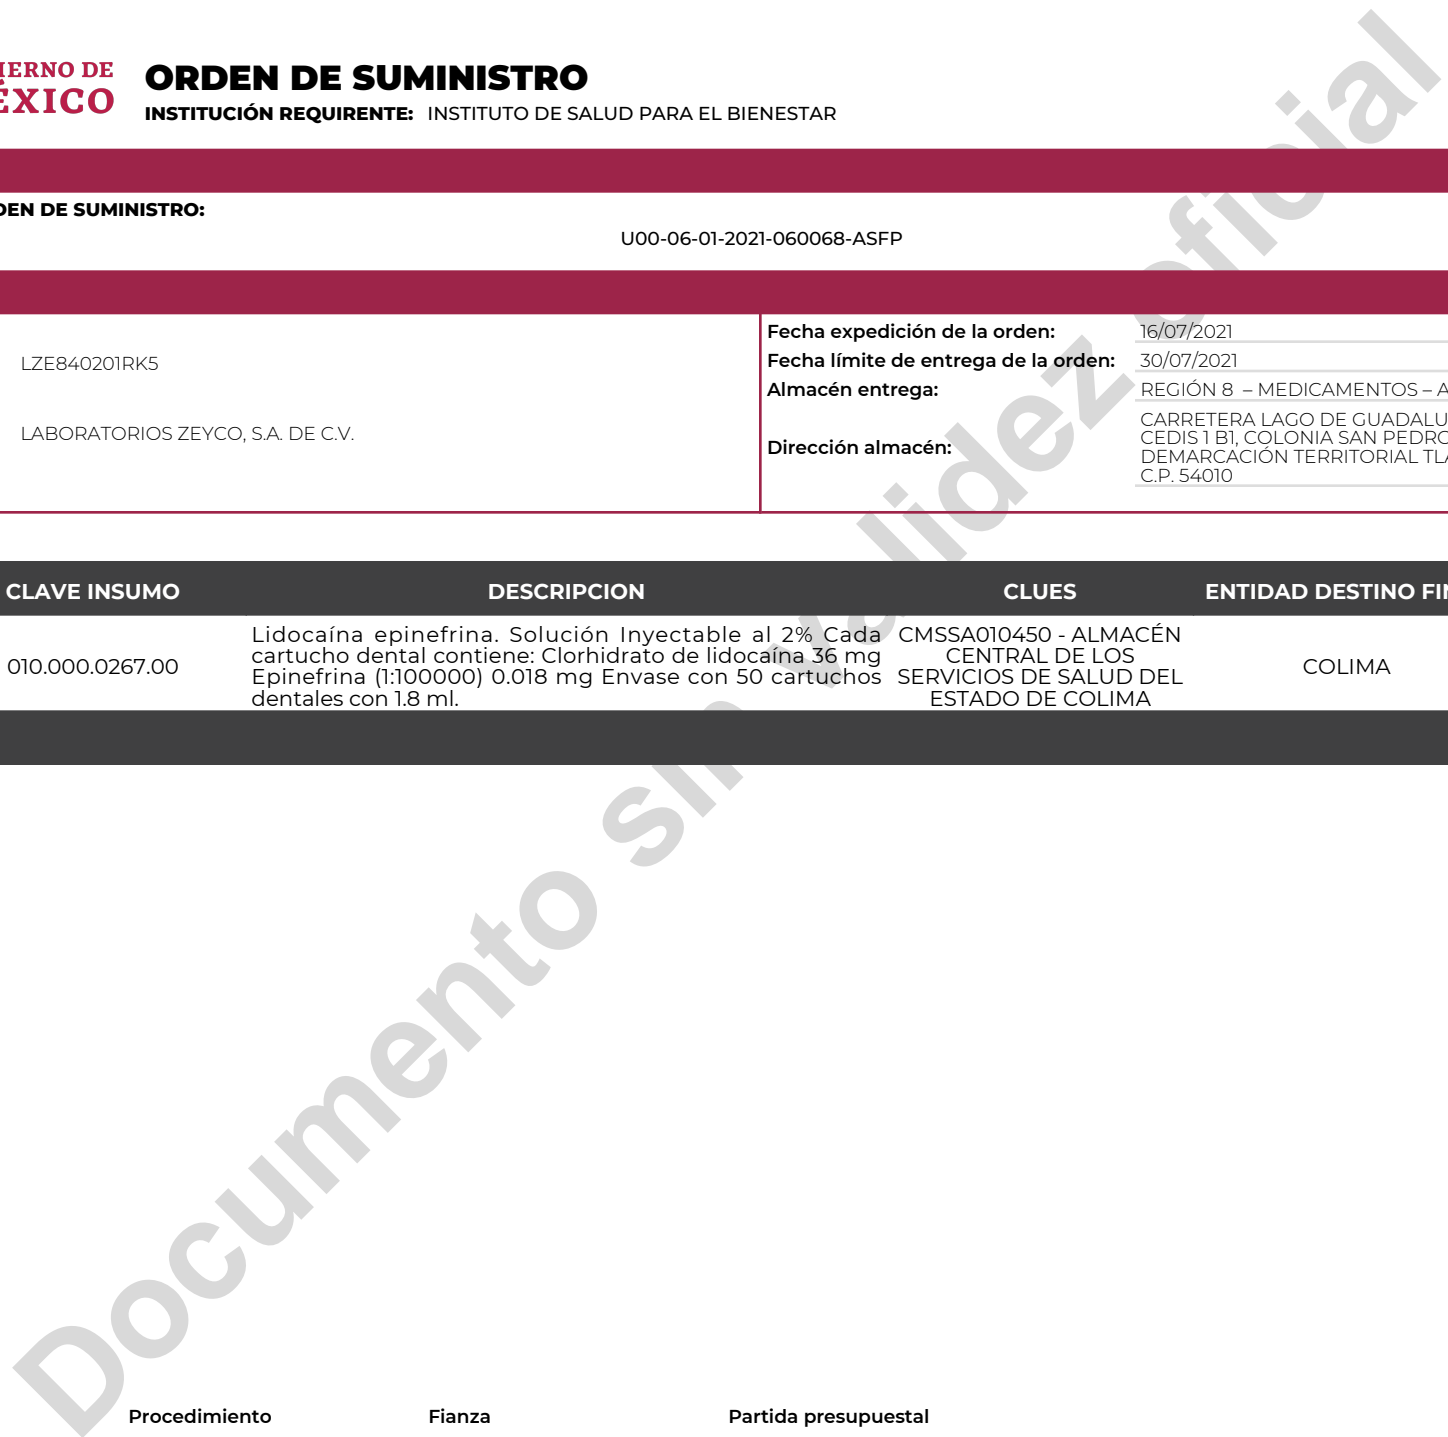 IERNO DE
ÉXICO
ORDEN DE SUMINISTRO
INSTITUCIÓN REQUIRENTE: INSTITUTO DE SALUD PARA EL BIENESTAR
DEN DE SUMINISTRO:
U00-06-01-2021-060068-ASFP
LZE840201RK5
LABORATORIOS ZEYCO, S.A. DE C.V.
Fecha expedición de la orden: 16/07/2021
Fecha límite de entrega de la orden: 30/07/2021
Almacén entrega: REGIÓN 8 – MEDICAMENTOS – A
Dirección almacén:
CARRETERA LAGO DE GUADALU
CEDIS 1 B1, COLONIA SAN PEDRO
DEMARCACIÓN TERRITORIAL TLA
C.P. 54010
CLAVE INSUMO DESCRIPCION CLUES ENTIDAD DESTINO FIN
010.000.0267.00
Lidocaína epinefrina. Solución Inyectable al 2% Cada
cartucho dental contiene: Clorhidrato de lidocaína 36 mg
Epinefrina (1:100000) 0.018 mg Envase con 50 cartuchos
dentales con 1.8 ml.
CMSSA010450 - ALMACÉN
CENTRAL DE LOS
SERVICIOS DE SALUD DEL
ESTADO DE COLIMA
COLIMA
Documento sin validez oficial
Procedimiento Fianza Partida presupuestal